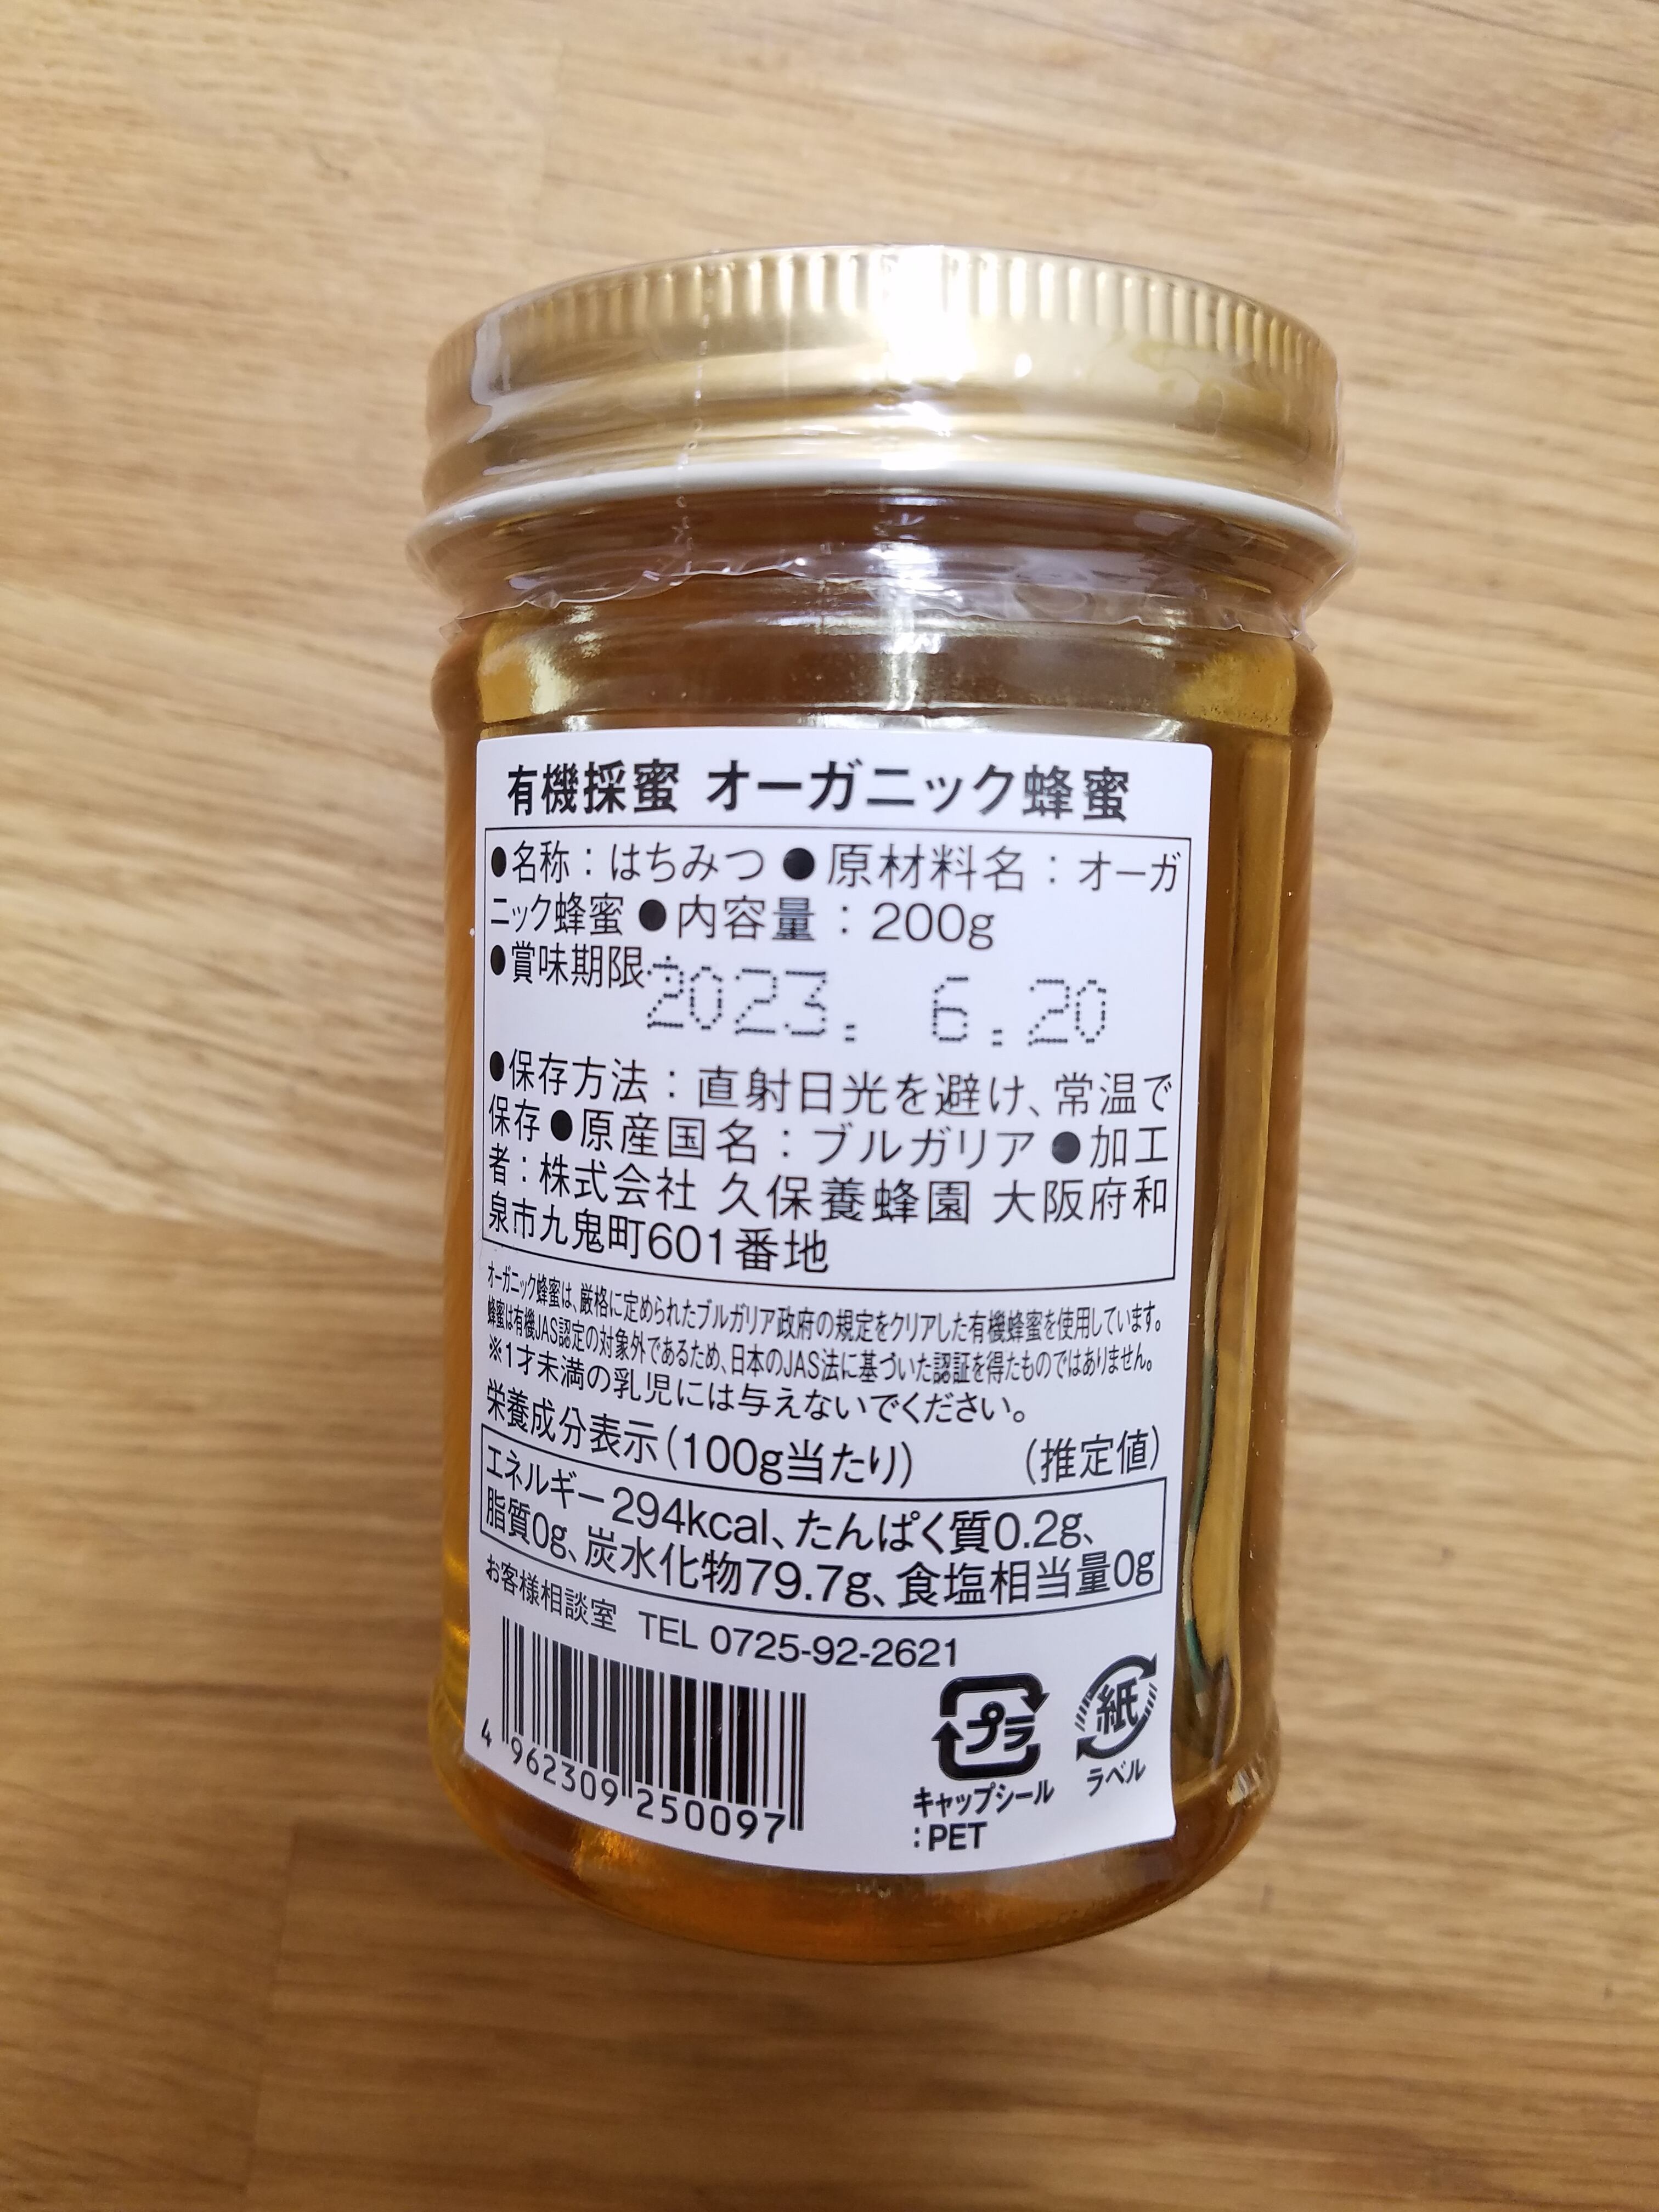 有機採蜜 オーガニック蜂蜜
●名称：はちみつ ●原材料名：オーガ
ニック蜂蜜 ●内容量：200g
●賞味期限:2023. 6.20
●保存方法：直射日光を避け、常温で
保存 ●原産国名：ブルガリア ●加工
者：株式会社 久保養蜂園 大阪府和
泉市九鬼町601番地
オーガニック蜂蜜は、厳格に定められたブルガリア政府の規定をクリアした有機蜂蜜を使用しています。
蜂蜜は有機JAS認定の対象外であるため、日本のJAS法に基づいた認証を得たものではありません。
※1才未満の乳児には与えないでください。
栄養成分表示（100g当たり） （推定値）
エネルギー294kcal、たんぱく質0.2g、
脂質0g、炭水化物79.7g、食塩相当量0g
お客様相談室 TEL 0725-92-2621
4 962309 250097
プラ
キャップシール
：PET
紙
ラベル